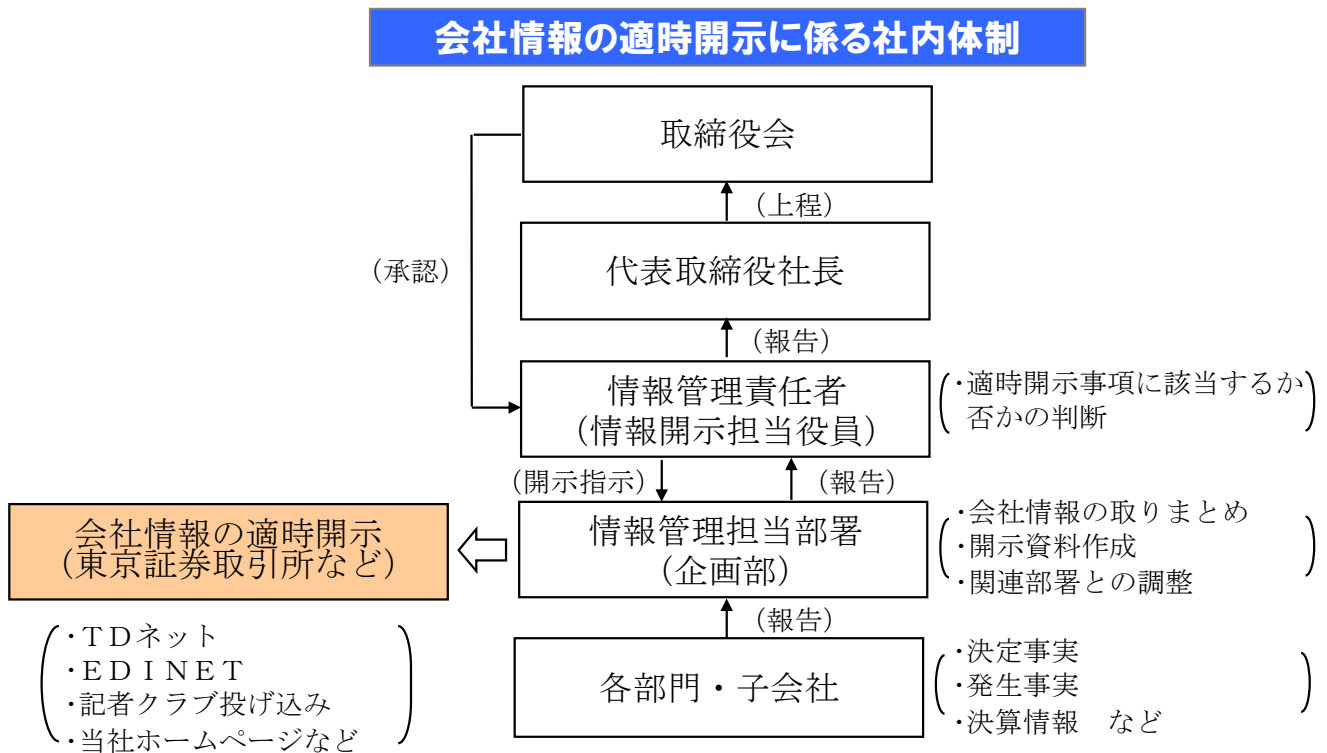 会社情報の適時開示に係る社内体制
取締役会
（上程）
代表取締役社長
（承認）
（報告）
情報管理責任者
（情報開示担当役員）
・適時開示事項に該当するか
否かの判断
（開示指示）
（報告）
情報管理担当部署
（企画部）
・会社情報の取りまとめ
・開示資料作成
・関連部署との調整
会社情報の適時開示
（東京証券取引所など）
・ＴＤネット
・ＥＤＩＮＥＴ
・記者クラブ投げ込み
・当社ホームページなど
（報告）
各部門・子会社
・決定事実
・発生事実
・決算情報　など